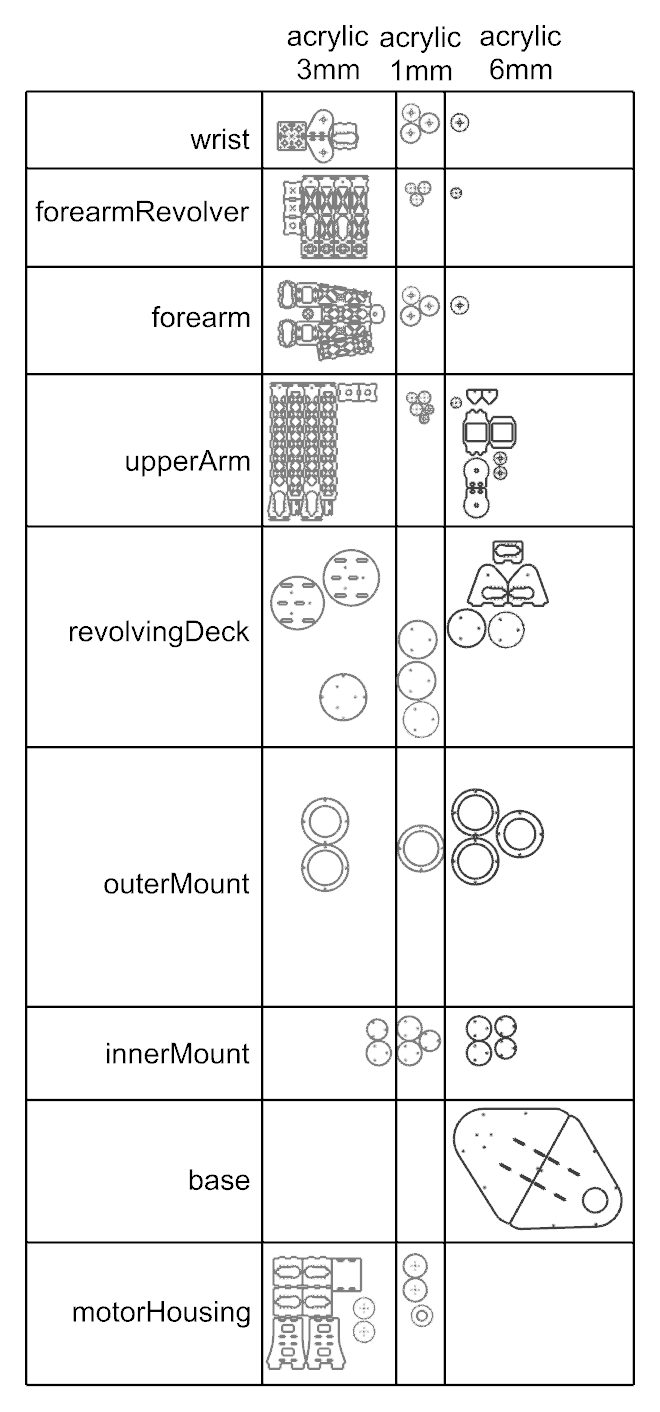 acrylic acrylic acrylic
3mm 1mm 6mm
wrist
forearmRevolver
forearm
upperArm
revolvingDeck
outerMount
innerMount
base
motorHousing